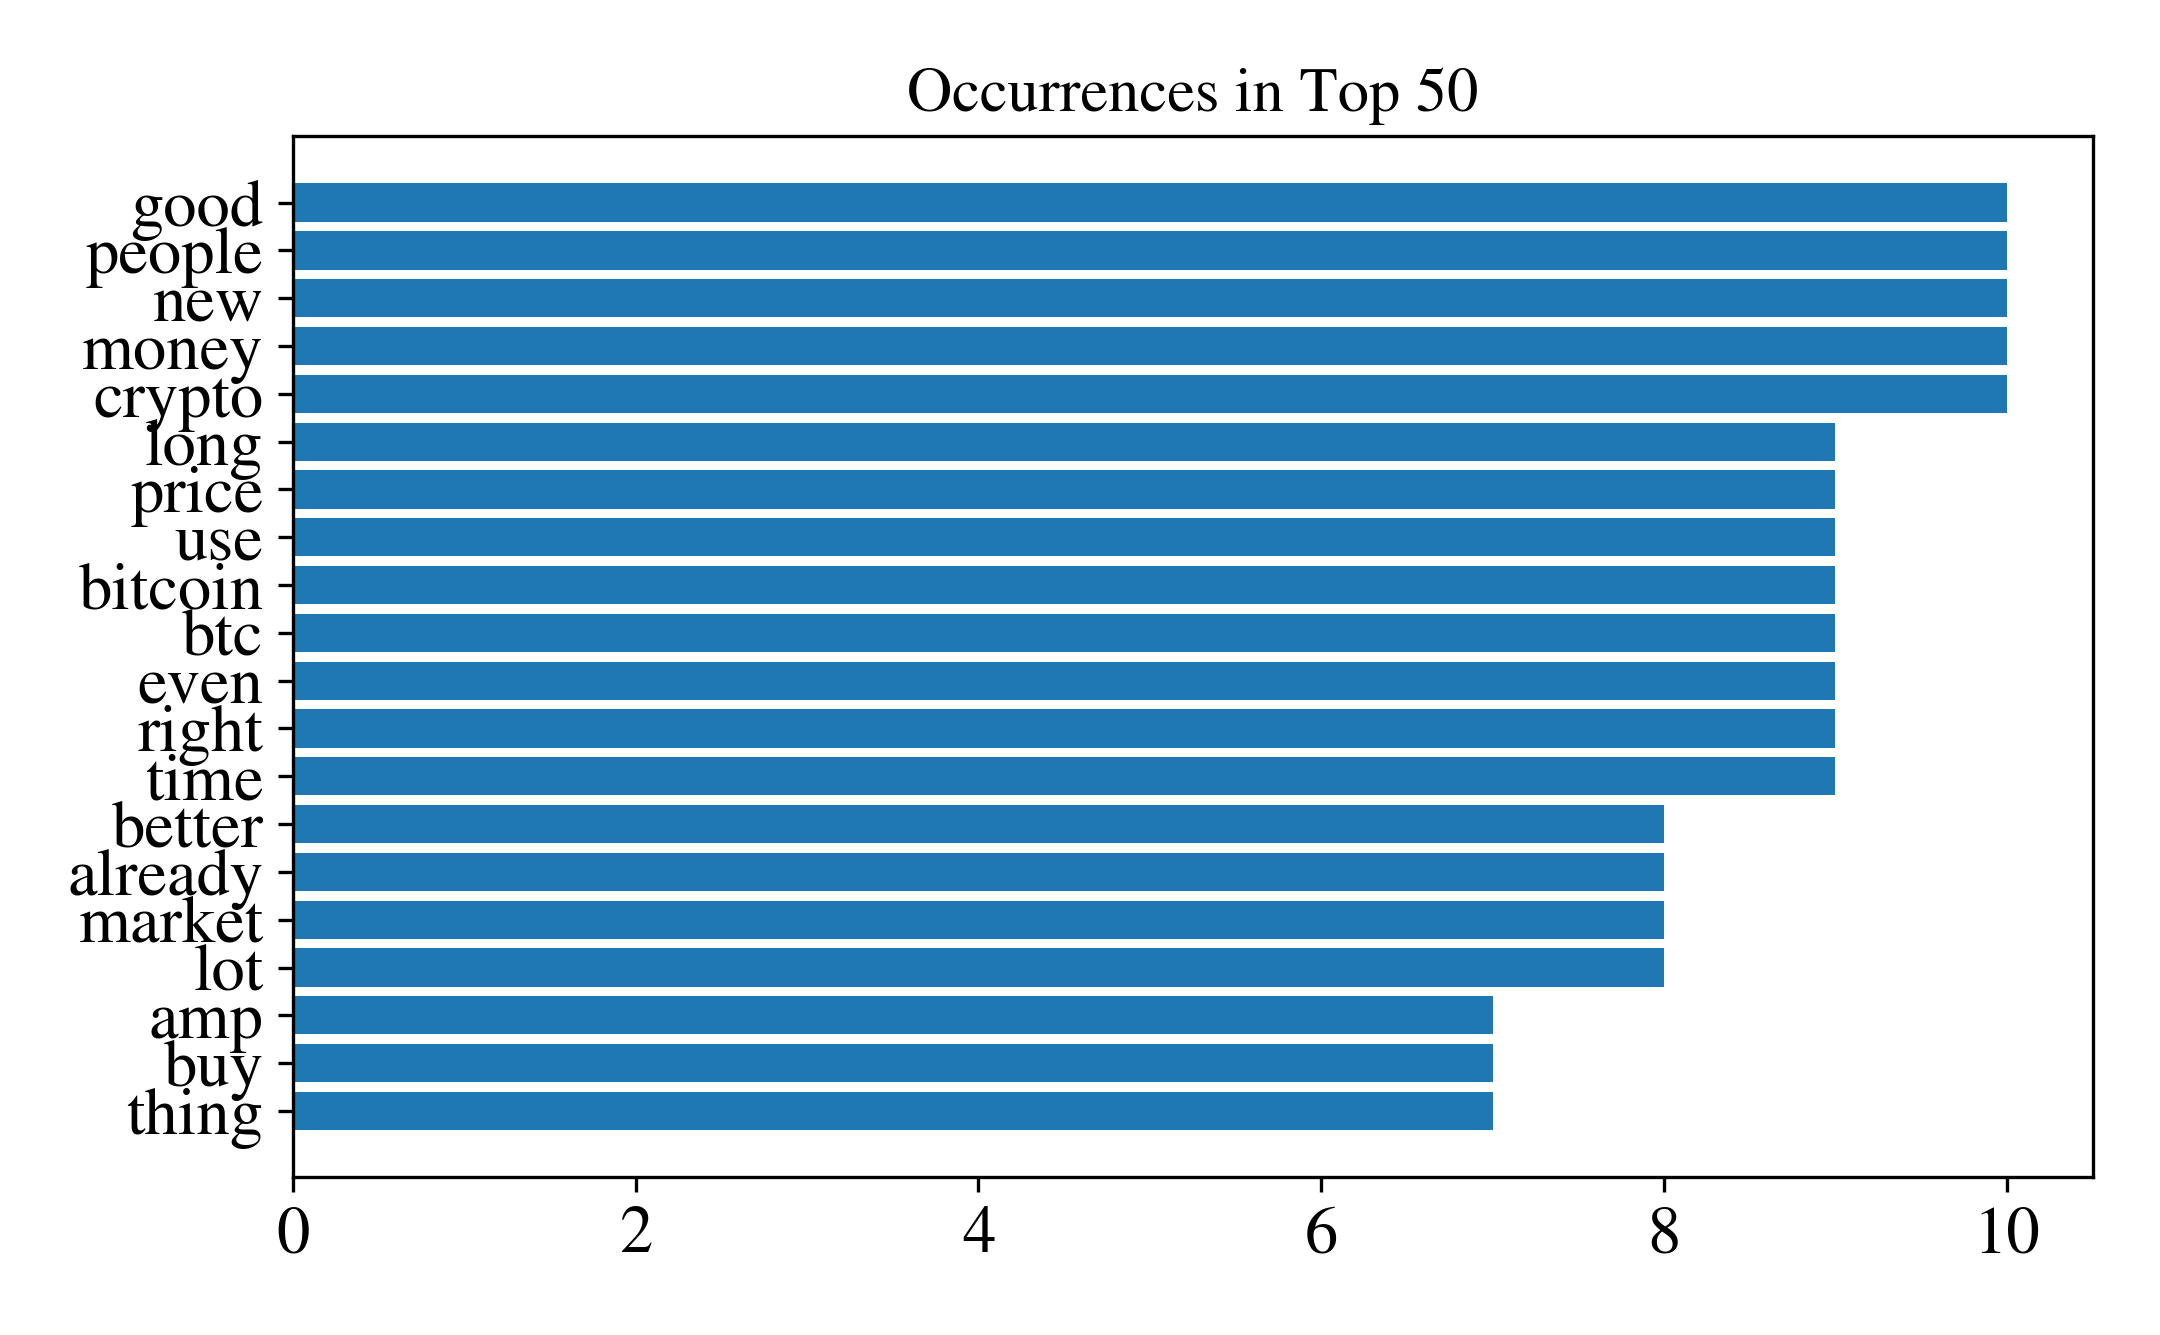 Occurrences in Top 50
good
people
new
money
crypto
long
price
use
bitcoin
btc
even
right
time
better
already
market
lot
amp
buy
thing
0 2 4 6 8 10